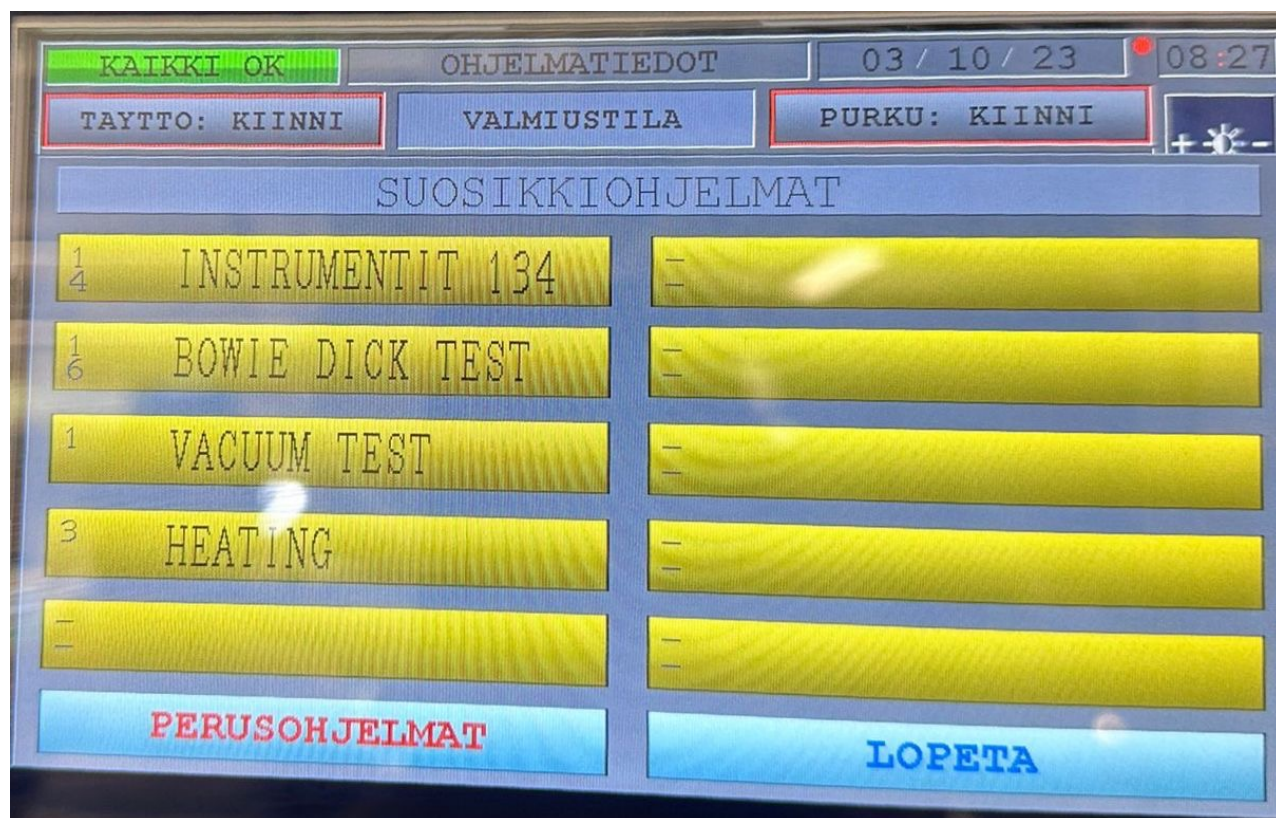 KAIKKI OK OHJELMATIEDOT 03/ 10/ 23 08:27
TAYTTO: KIINNI VALMIUSTILA PURKU: KIINNI + -
SUOSIKKIOHJELMAT
14 INSTRUMENTIT 134
16 BOWIE DICK TEST
1 VACUUM TEST
3 HEATING
PERUSOHJELMAT LOPETA